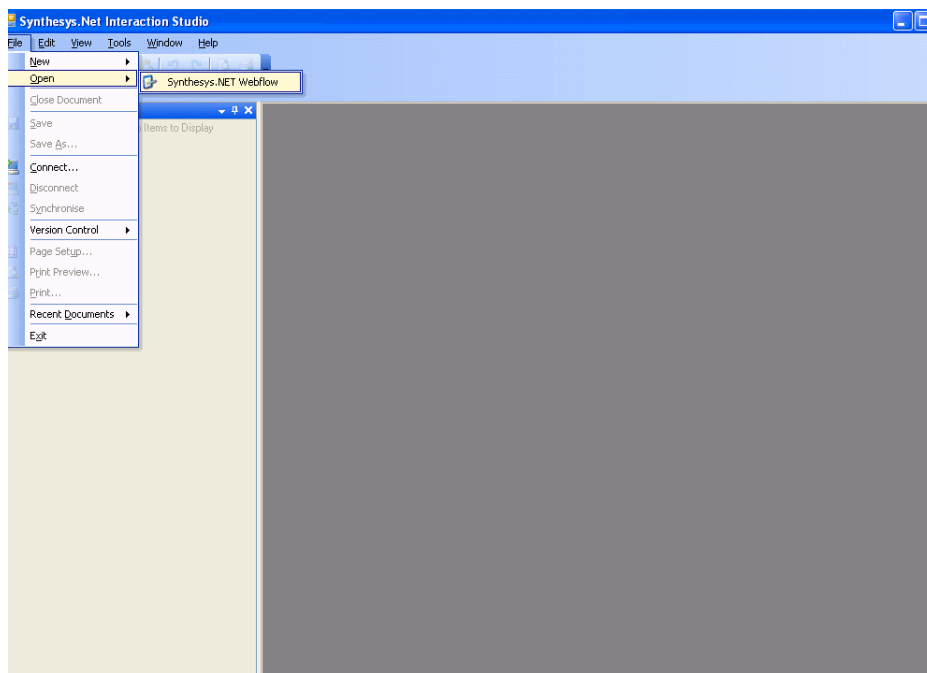 Synthesys.Net Interaction Studio
File Edit View Tools Window Help
New
Open
Synthesys.NET Webflow
Close Document
Items to Display
Save
Save As...
Connect...
Disconnect
Synchronise
Version Control
Page Setup...
Print Preview...
Print...
Recent Documents
Exit